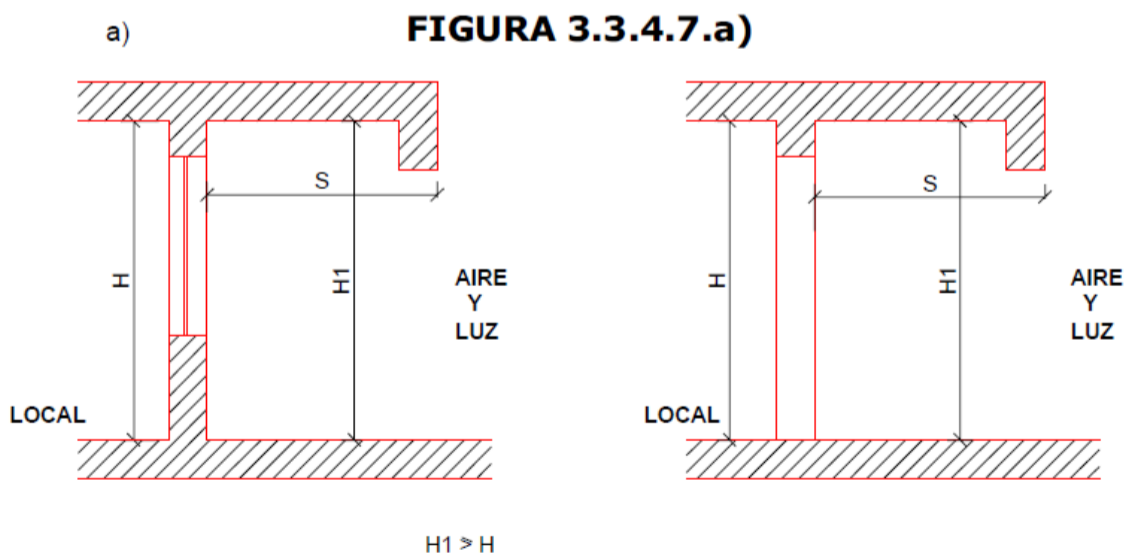 a)
FIGURA 3.3.4.7.a)
S
H
H1
AIRE
Y
LUZ
LOCAL
S
H
H1
AIRE
Y
LUZ
LOCAL
H1 ⩾ H